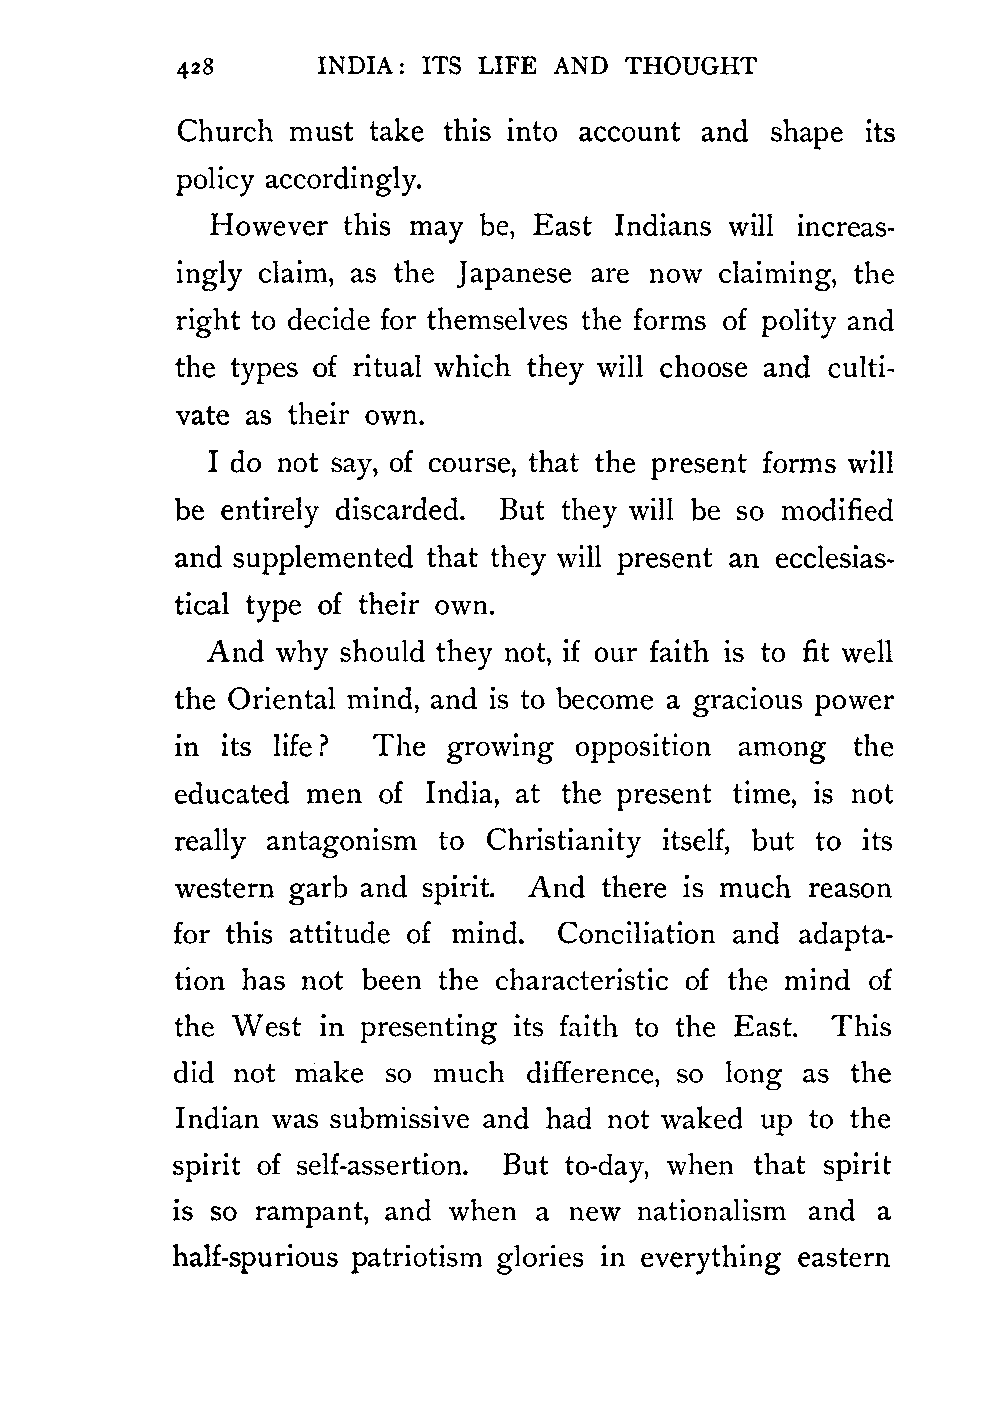 428 INDIA: ITS LIFE AND THOUGHT
Church must take this into account and shape its
policy accordingly.
However this may be, East Indians will increas-
ingly claim, as the Japanese are now claiming, the
right to decide for themselves the forms of polity and
the types of ritual which they will choose and culti-
vate as their own.
I do not say, of course, that the present forms will
be entirely discarded. But they will be so modified
and supplemented that they will present an ecclesias-
tical type of their own.
And why should they not, if our faith is to fit well
the Oriental mind, and is to become a gracious power
in its life? The growing opposition among the
educated men of India, at the present time, is not
really antagonism to Christianity itself, but to its
western garb and spirit. And there is much reason
for this attitude of mind. Conciliation and adapta-
tion has not been the characteristic of the mind of
the West in presenting its faith to the East. This
did not make so much difference, so long as the
Indian was submissive and had not waked up to the
spirit of self-assertion. But to-day, when that spirit
is so rampant, and when a new nationalism and a
half-spurious patriotism glories in everything eastern